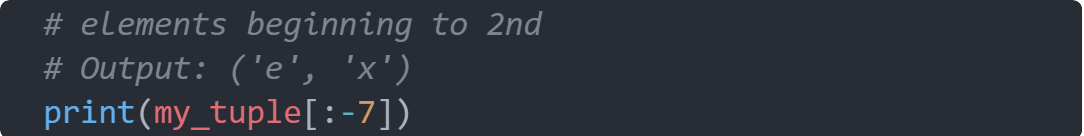 # elements beginning to 2nd
# Output: ('e', 'x')
print(my_tuple[:-7])